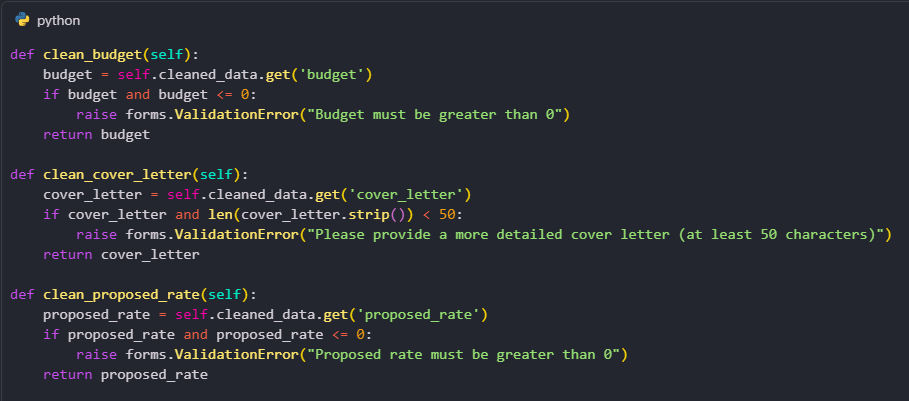 python
def clean_budget(self):
    budget = self.cleaned_data.get('budget')
    if budget and budget <= 0:
        raise forms.ValidationError("Budget must be greater than 0")
    return budget

def clean_cover_letter(self):
    cover_letter = self.cleaned_data.get('cover_letter')
    if cover_letter and len(cover_letter.strip()) < 50:
        raise forms.ValidationError("Please provide a more detailed cover letter (at least 50 characters)")
    return cover_letter

def clean_proposed_rate(self):
    proposed_rate = self.cleaned_data.get('proposed_rate')
    if proposed_rate and proposed_rate <= 0:
        raise forms.ValidationError("Proposed rate must be greater than 0")
    return proposed_rate